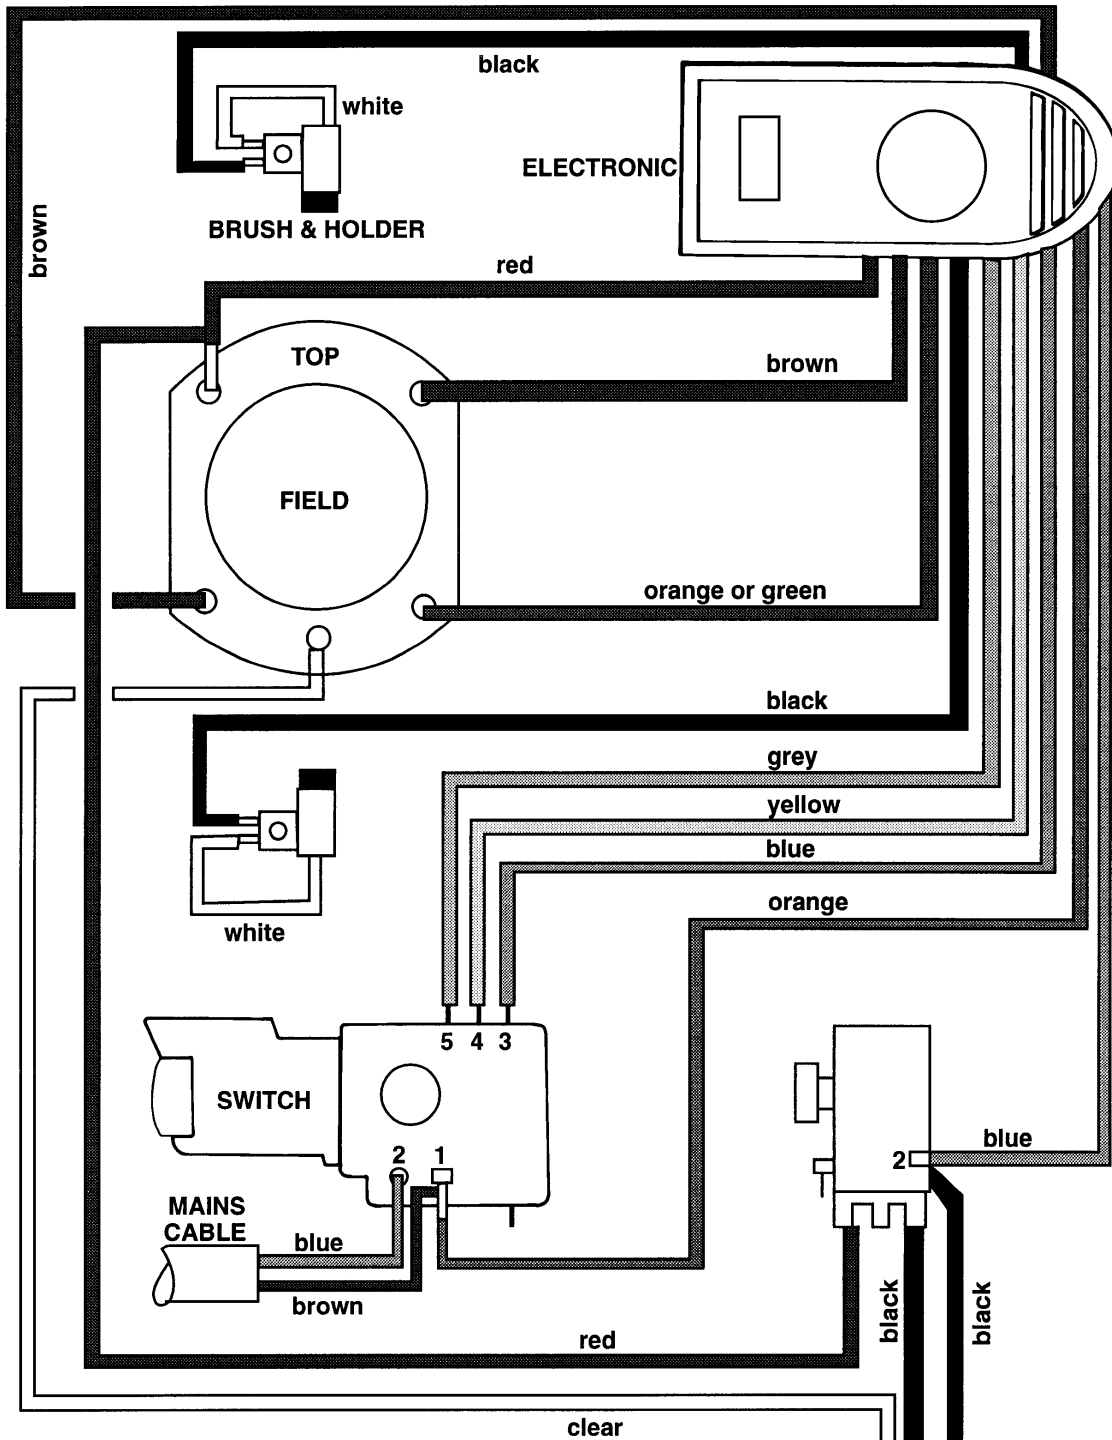 black
white
ELECTRONIC
BRUSH & HOLDER
brown
red
TOP
brown
FIELD
orange or green
black
grey
yellow
blue
orange
white
5 4 3
SWITCH
2 1
blue
2
MAINS
CABLE
blue
brown
black
black
red
clear